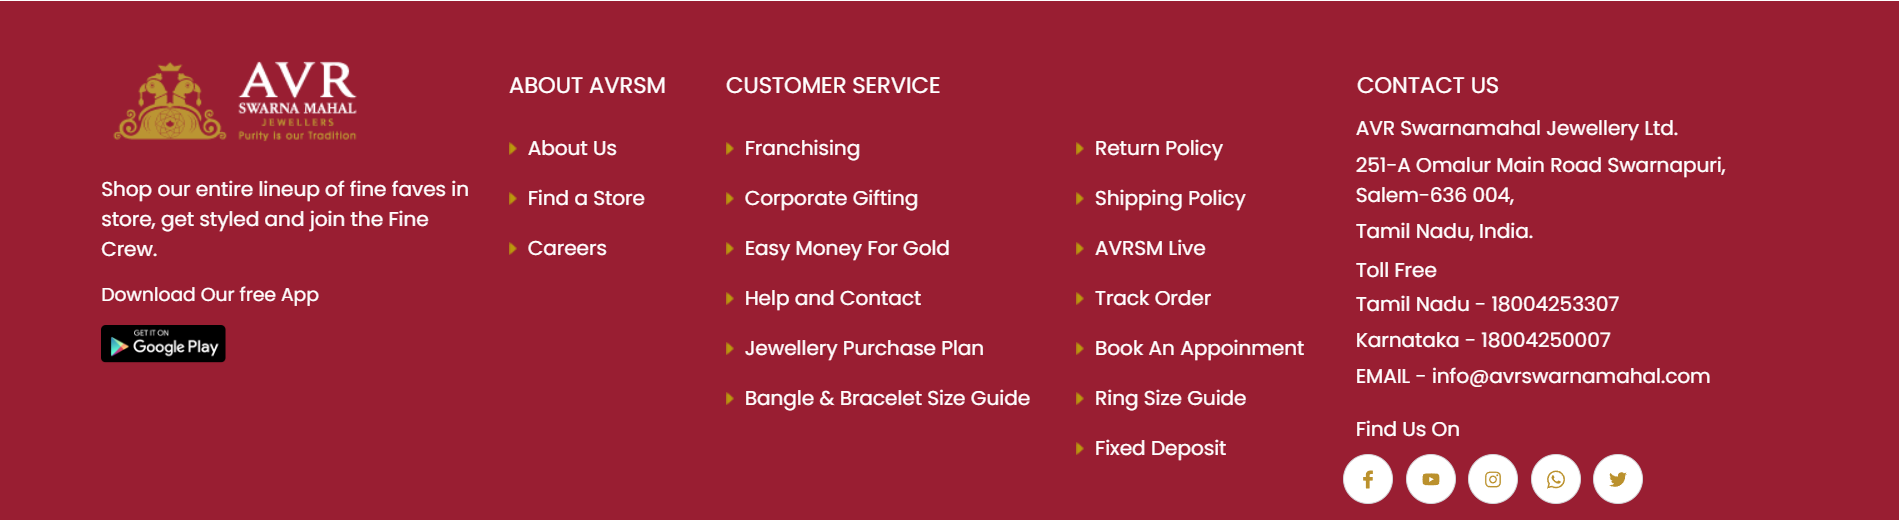 AVR
SWARNA MAHAL
JEWELLERS
Purity is our Tradition
Shop our entire lineup of fine faves in
store, get styled and join the Fine
Crew.
Download Our free App
GET IT ON
Google Play
ABOUT AVRSM
About Us
Find a Store
Careers
CUSTOMER SERVICE
Franchising
Corporate Gifting
Easy Money For Gold
Help and Contact
Jewellery Purchase Plan
Bangle & Bracelet Size Guide
Return Policy
Shipping Policy
AVRSM Live
Track Order
Book An Appoinment
Ring Size Guide
Fixed Deposit
CONTACT US
AVR Swarnamahal Jewellery Ltd.
251-A Omalur Main Road Swarnapuri,
Salem-636 004,
Tamil Nadu, India.
Toll Free
Tamil Nadu - 18004253307
Karnataka - 18004250007
EMAIL - info@avrswarnamahal.com
Find Us On